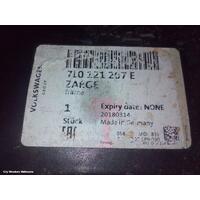 VOLKSWAGEN
7L0 121 207 E
ZARGE
frame
1
Expiry date: NONE
20180314
Stück
Made in Germany